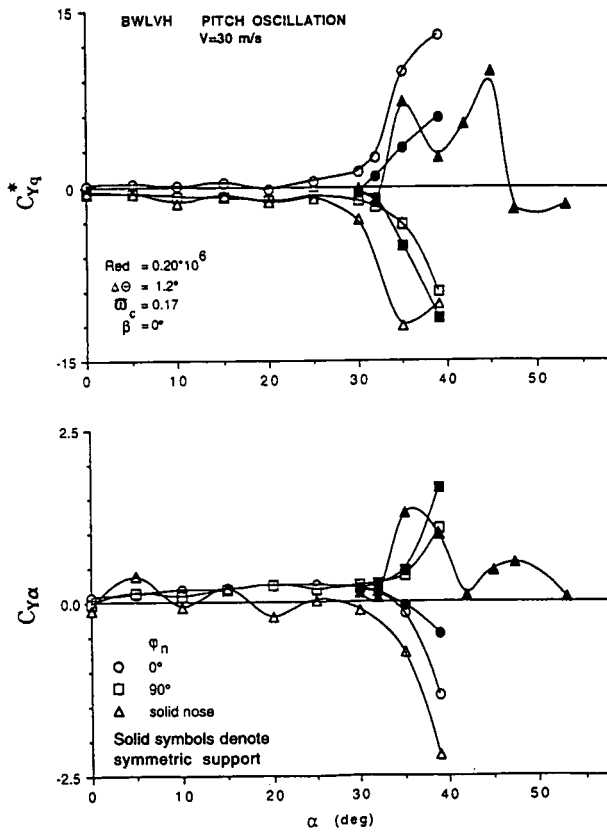 BWLVH PITCH OSCILLATION
V=30 m/s
15
0
-15
C*Yq
Red = 0.20*10^6
ΔΘ = 1.2°
ω̄c = 0.17
β = 0°
0 10 20 30 40 50
2.5
0.0
-2.5
CYα
φn
0°
90°
solid nose
Solid symbols denote
symmetric support
0 10 20 30 40 50
α (deg)